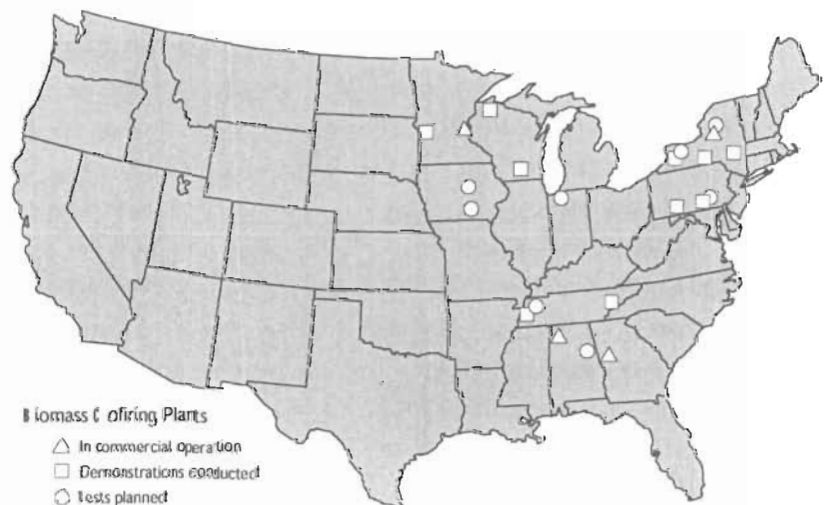 Biomass Cofiring Plants
In commercial operation
Demonstrations conducted
Tests planned